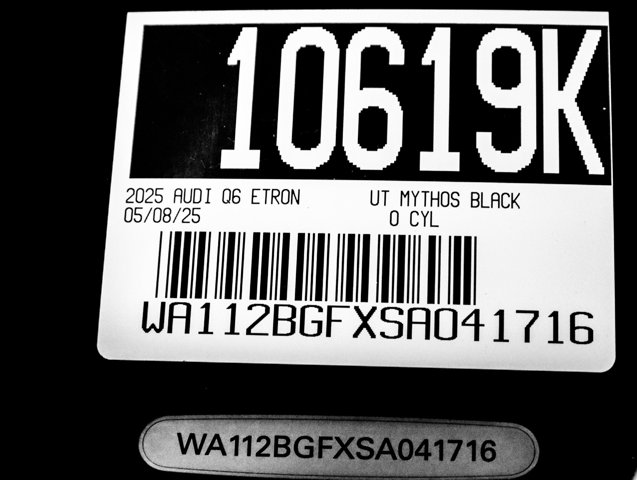 10619K
2025 AUDI Q6 ETRON UT MYTHOS BLACK
05/08/25 0 CYL
WA112BGFXSA041716
WA112BGFXSA041716